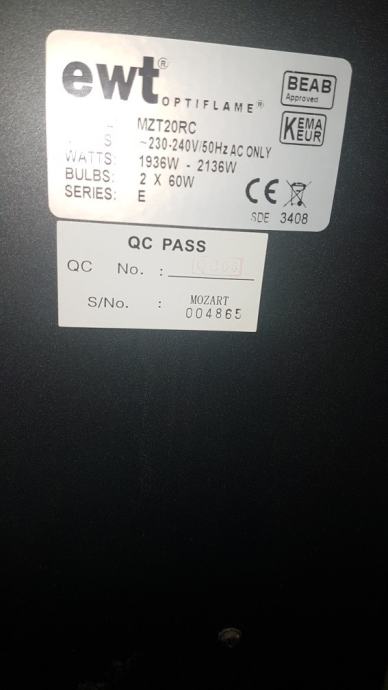 ewt®
OPTIFLAME®
BEAB
Approved
KEMA
EUR
MZT20RC
S ~230-240V/50Hz AC ONLY
WATTS: 1936W - 2136W
BULBS: 2 X 60W
SERIES: E
CE
SDE 3408
QC PASS
QC No. :
S/No. : MOZART
004865